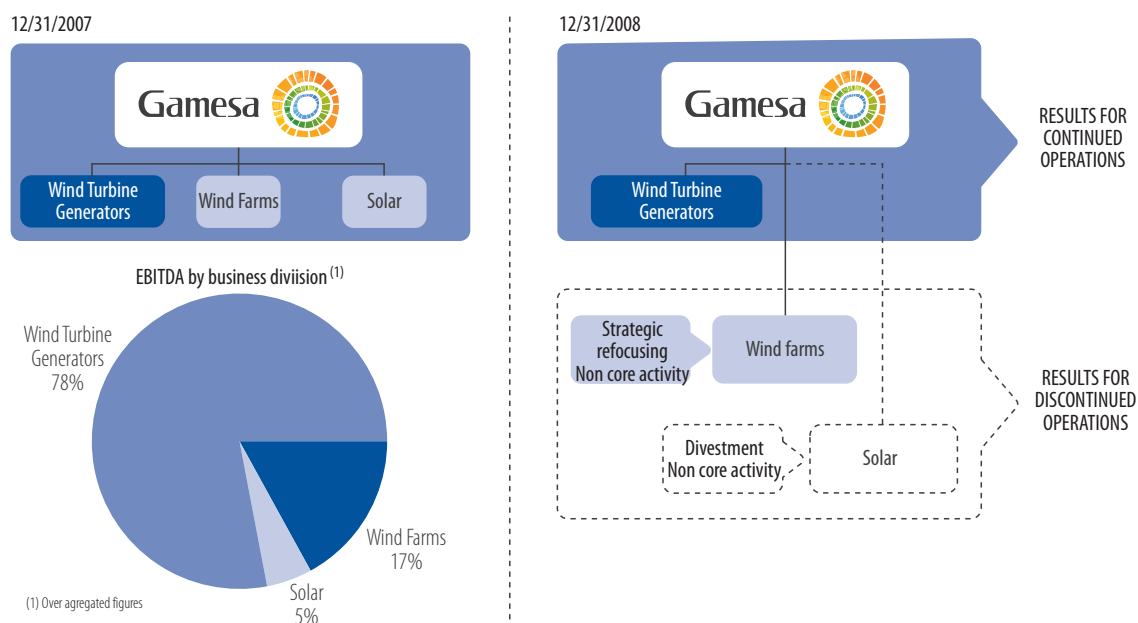 12/31/2007
Gamesa
Wind Turbine
Generators
Wind Farms
Solar
EBITDA by business diviision (1)
Wind Turbine
Generators
78%
Wind Farms
17%
Solar
5%
(1) Over agregated figures
12/31/2008
Gamesa
Wind Turbine
Generators
RESULTS FOR
CONTINUED
OPERATIONS
Strategic
refocusing
Non core activity
Wind farms
Divestment
Non core activity
Solar
RESULTS FOR
DISCONTINUED
OPERATIONS